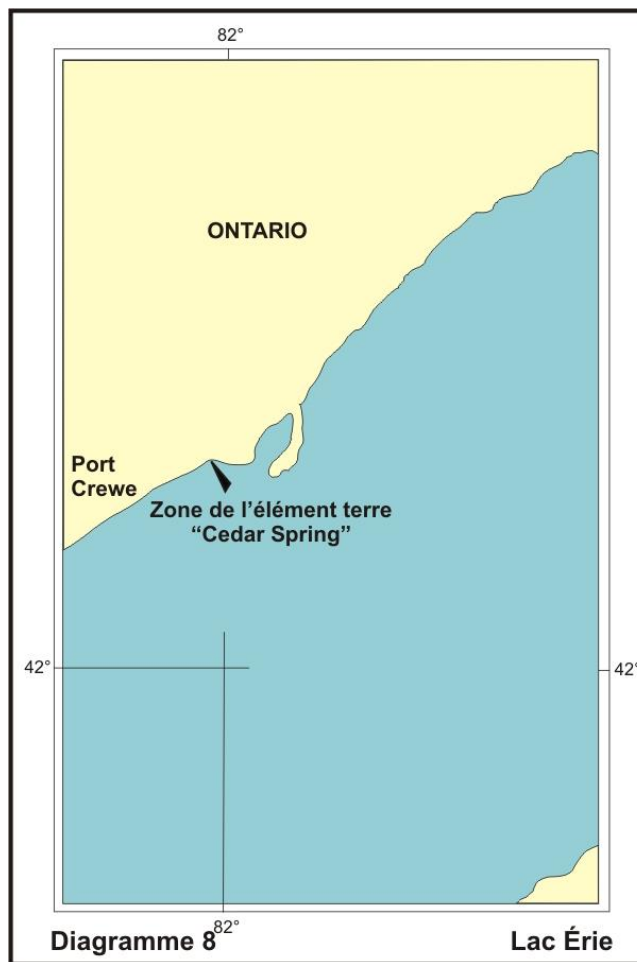 82°
ONTARIO
Port
Crewe
Zone de l’élément terre
“Cedar Spring”
42°
42°
82°
Diagramme 8
Lac Érie